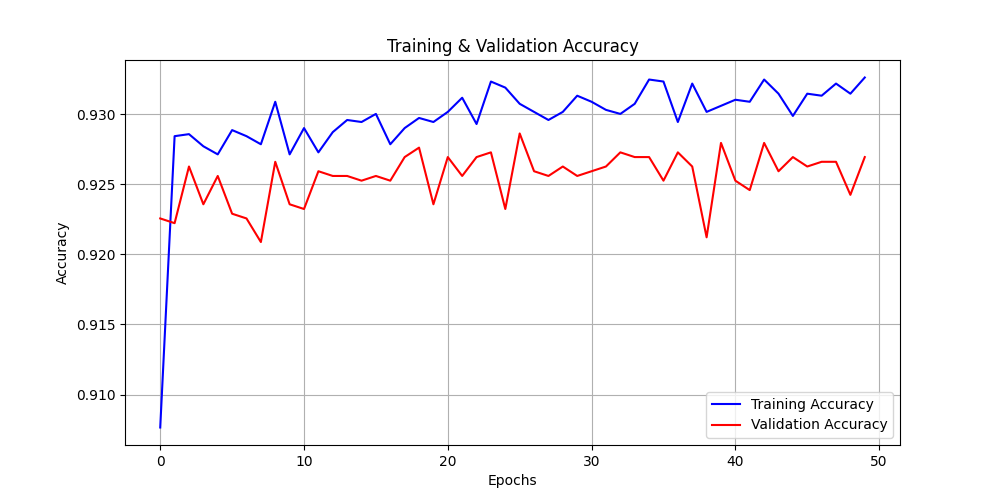 Training & Validation Accuracy
Accuracy
0.930
0.925
0.920
0.915
0.910
0 10 20 30 40 50
Epochs
Training Accuracy
Validation Accuracy